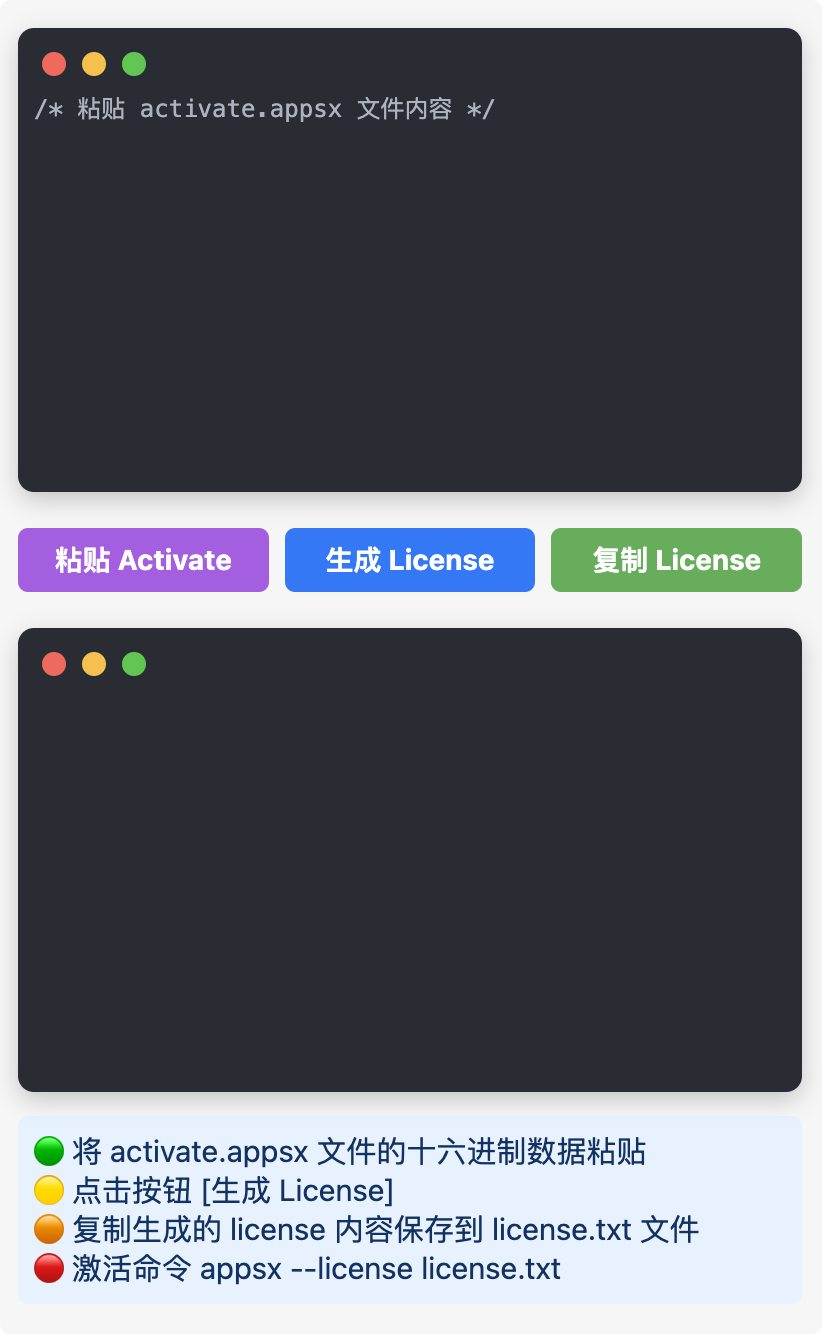 /* 粘贴 activate.appsx 文件内容 */
粘贴 Activate
生成 License
复制 License
将 activate.appsx 文件的十六进制数据粘贴
点击按钮 [生成 License]
复制生成的 license 内容保存到 license.txt 文件
激活命令 appsx --license license.txt